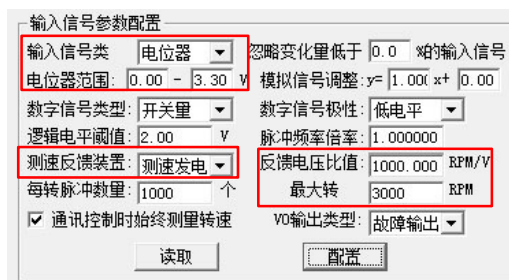 输入信号参数配置
输入信号类 电位器 忽略变化量低于 0.0 %的输入信号
电位器范围: 0.00 - 3.30 V 模拟信号调整:y= 1.00( x+ 0.00
数字信号类型: 开关量 数字信号极性: 低电平
逻辑电平阈值: 2.00 V 脉冲频率倍率: 1.000000
测速反馈装置: 测速发电 反馈电压比值: 1000.000 RPM/V
每转脉冲数量: 1000 个 最大转 3000 RPM
通讯控制时始终测量转速 VO输出类型: 故障输出
读取 配置